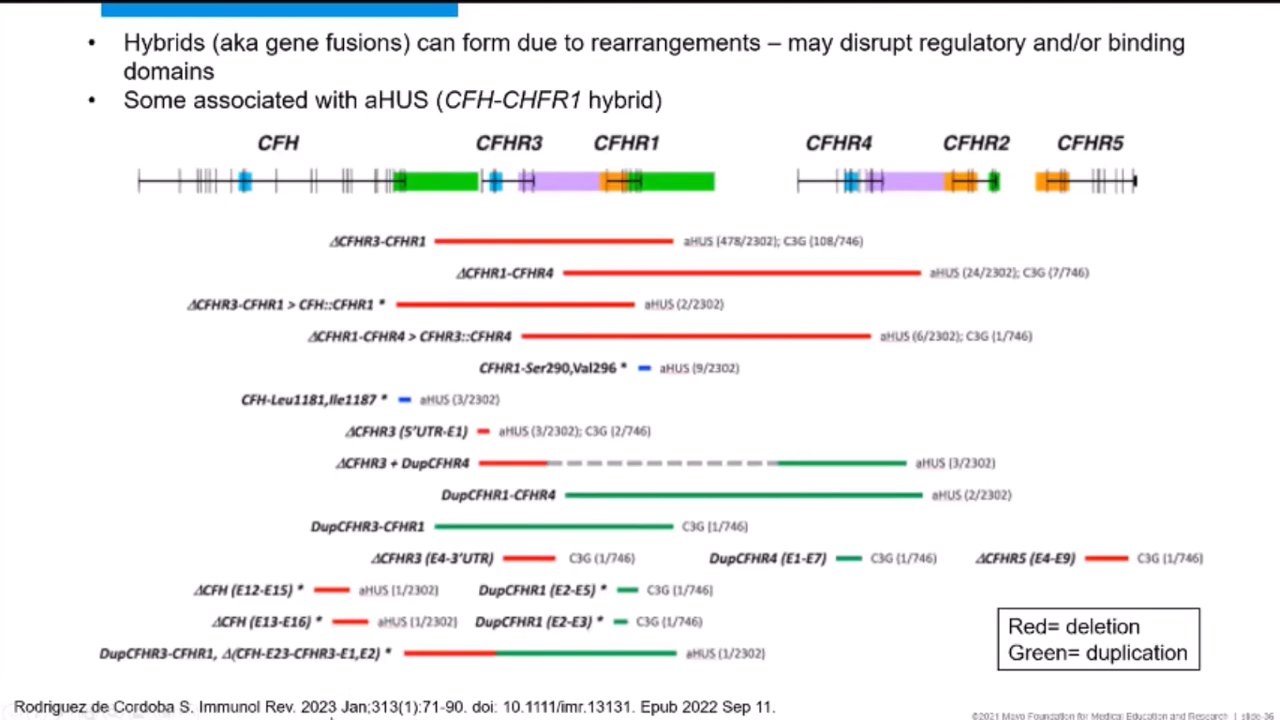 • Hybrids (aka gene fusions) can form due to rearrangements – may disrupt regulatory and/or binding
domains
• Some associated with aHUS (CFH-CHFR1 hybrid)
CFH CFHR3 CFHR1 CFHR4 CFHR2 CFHR5
ΔCFHR3-CFHR1 aHUS (478/2302); C3G (108/746)
ΔCFHR1-CFHR4 aHUS (24/2302); C3G (7/746)
ΔCFHR3-CFHR1 > CFH::CFHR1 * aHUS (2/2302)
ΔCFHR1-CFHR4 > CFHR3::CFHR4 aHUS (6/2302); C3G (1/746)
CFHR1-Ser290,Val296 * aHUS (9/2302)
CFH-Leu1181,Ile1187 * aHUS (3/2302)
ΔCFHR3 (5'UTR-E1) aHUS (3/2302); C3G (2/746)
ΔCFHR3 + DupCFHR4 aHUS (3/2302)
DupCFHR1-CFHR4 aHUS (2/2302)
DupCFHR3-CFHR1 C3G (1/746)
ΔCFHR3 (E4-3'UTR) C3G (1/746) DupCFHR4 (E1-E7) C3G (1/746) ΔCFHR5 (E4-E9) C3G (1/746)
ΔCFH (E12-E15) * aHUS (1/2302) DupCFHR1 (E2-E5) * C3G (1/746)
ΔCFH (E13-E16) * aHUS (1/2302) DupCFHR1 (E2-E3) * C3G (1/746)
DupCFHR3-CFHR1, Δ(CFH-E23-CFHR3-E1,E2) * aHUS (1/2302)
Red= deletion
Green= duplication
Rodriguez de Cordoba S. Immunol Rev. 2023 Jan;313(1):71-90. doi: 10.1111/imr.13131. Epub 2022 Sep 11.
©2021 Mayo Foundation for Medical Education and Research | slide-36